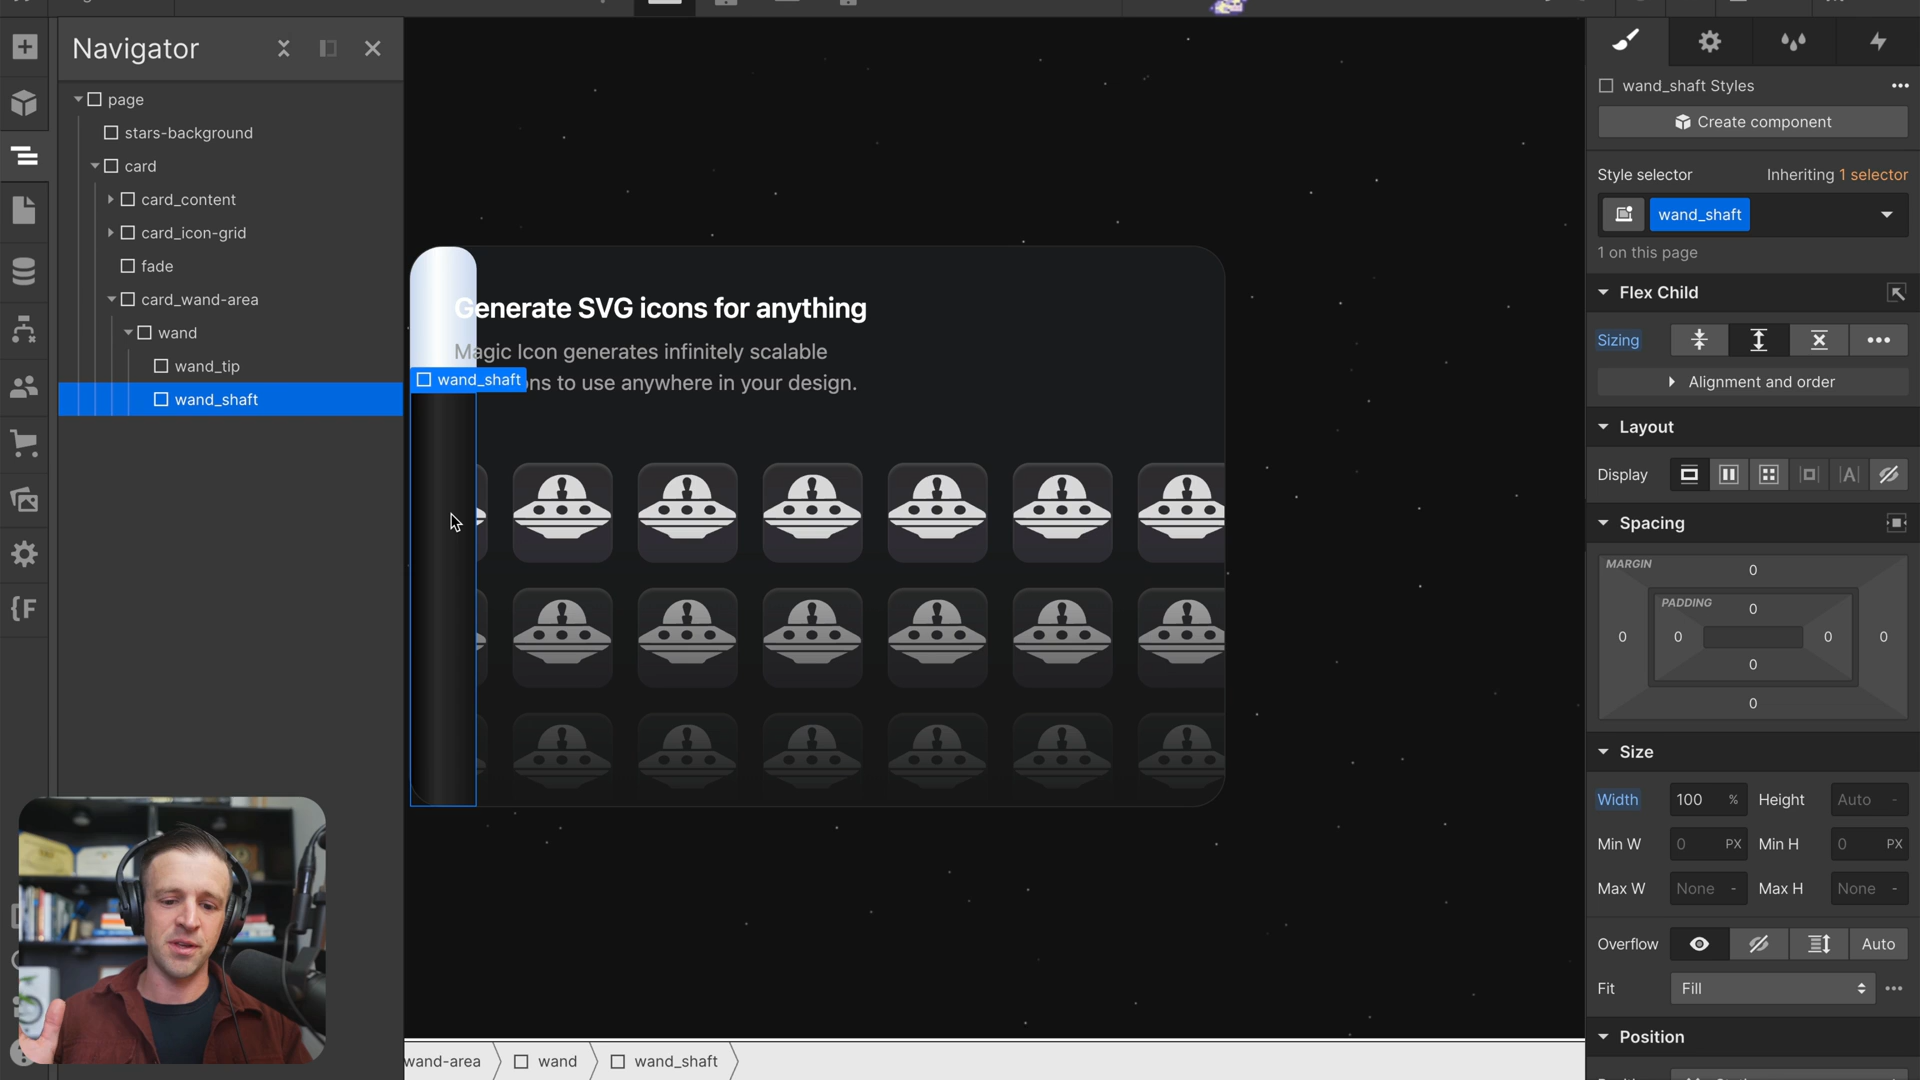 Navigator
page
stars-background
card
card_content
card_icon-grid
fade
card_wand-area
wand
wand_tip
wand_shaft
Generate SVG icons for anything
Magic Icon generates infinitely scalable
wand_shaft
ns to use anywhere in your design.
wand-area
wand
wand_shaft
wand_shaft Styles
Create component
Style selector
Inheriting 1 selector
wand_shaft
1 on this page
Flex Child
Sizing
Alignment and order
Layout
Display
Spacing
MARGIN
0
PADDING
0
0
0
0
0
0
0
Size
Width
100 %
Height
Auto -
Min W
0 PX
Min H
0 PX
Max W
None -
Max H
None -
Overflow
Auto
Fit
Fill
Position